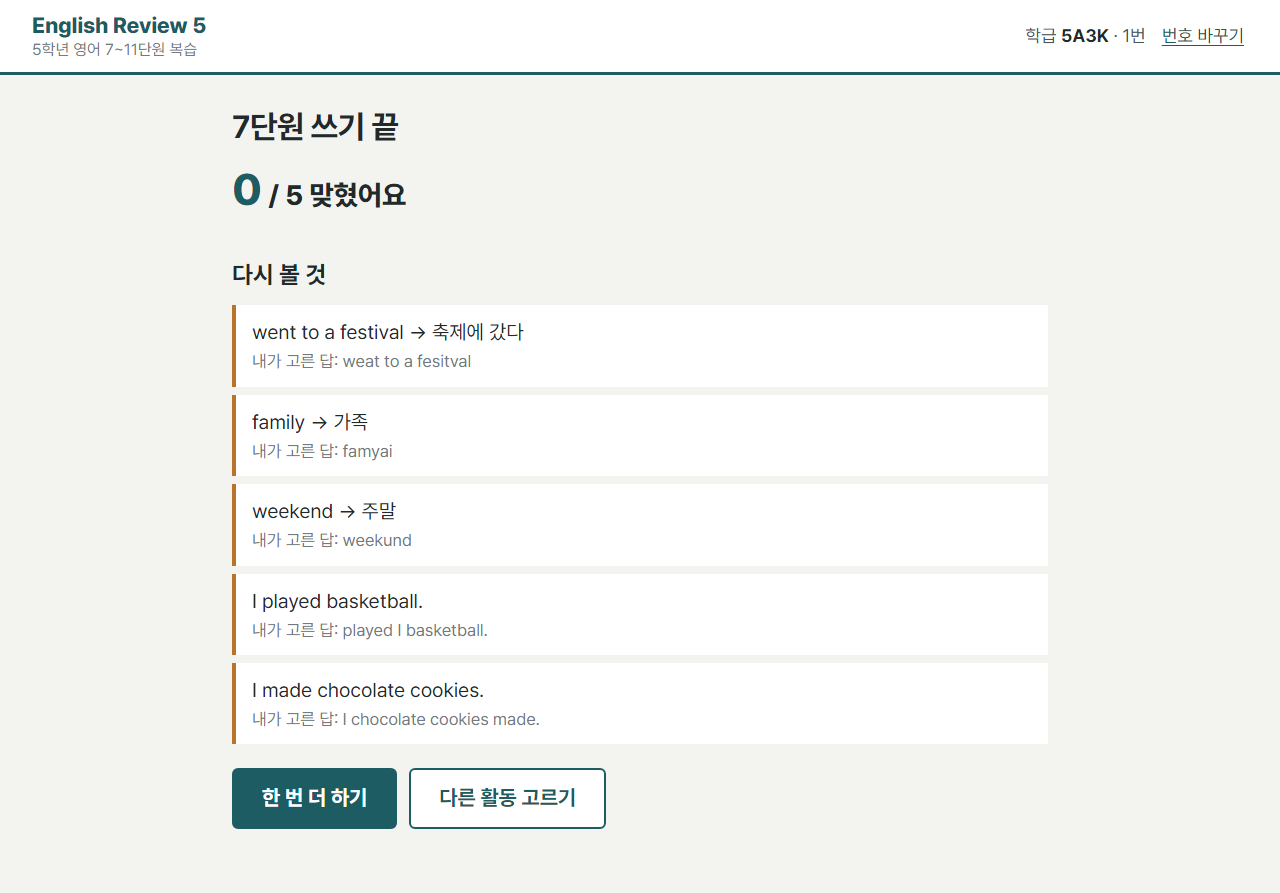 English Review 5
5학년 영어 7~11단원 복습
학급 5A3K · 1번 번호 바꾸기
7단원 쓰기 끝
0 / 5 맞혔어요
다시 볼 것
went to a festival → 축제에 갔다
내가 고른 답: weat to a fesitval
family → 가족
내가 고른 답: famyai
weekend → 주말
내가 고른 답: weekund
I played basketball.
내가 고른 답: played I basketball.
I made chocolate cookies.
내가 고른 답: I chocolate cookies made.
한 번 더 하기
다른 활동 고르기